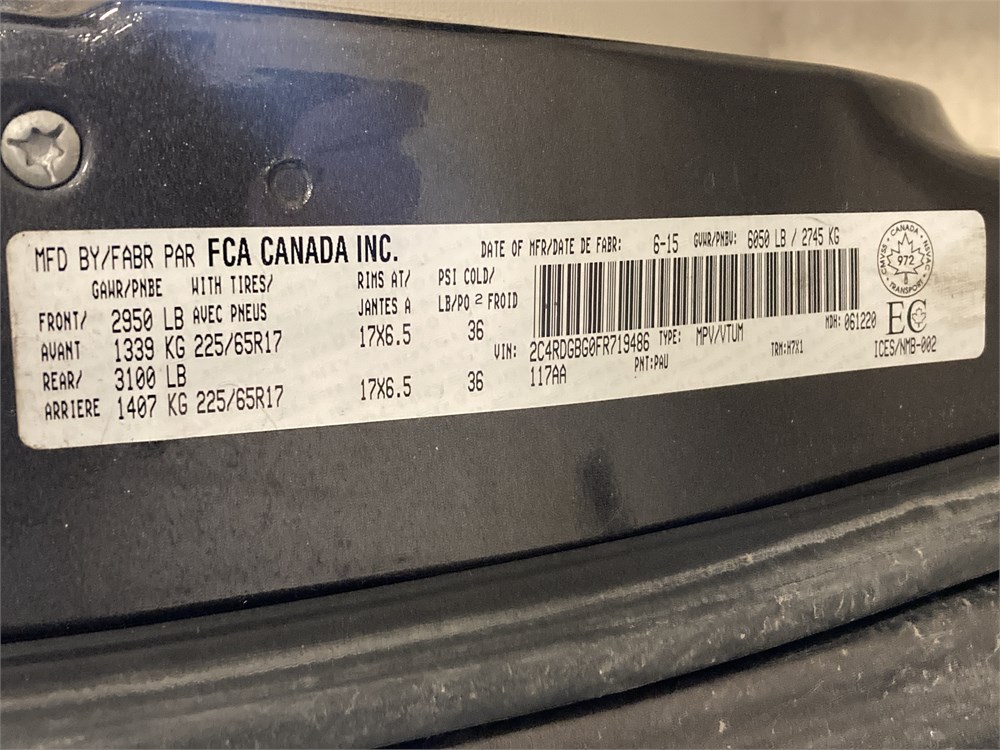 MFD BY/FABR PAR FCA CANADA INC.
DATE OF MFR/DATE DE FABR: 6-15 GVWR/PNBV: 6050 LB / 2745 KG
GAWR/PNBE WITH TIRES/ RIMS AT/ PSI COLD/
AVEC PNEUS JANTES A LB/PO 2 FROID
FRONT/ 2950 LB
AVANT 1339 KG 225/65R17 17X6.5 36
REAR/ 3100 LB
ARRIERE 1407 KG 225/65R17 17X6.5 36
VIN: 2C4RDGBG0FR719486 TYPE: MPV/VTUM MDH: 061220
117AA PNT:PAU TRM:M7X1
CANADA
CMVSS NSVAC
972
TRANSPORT
EC
ICES/NMB-002